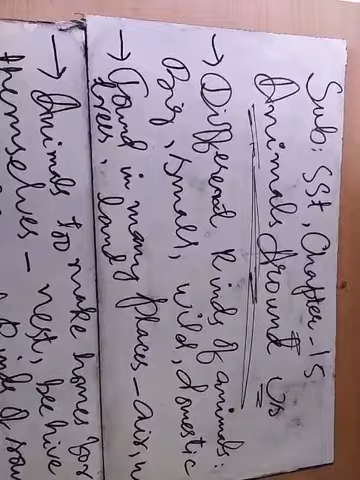 Sub: SSt, Chapter-15
Animals Around Us
→ Different Kinds of animals:
Big, small, wild, domestic
→ Found in many places - air, w
trees, land
→ Animals too make homes for
themselves - nest, bee hive